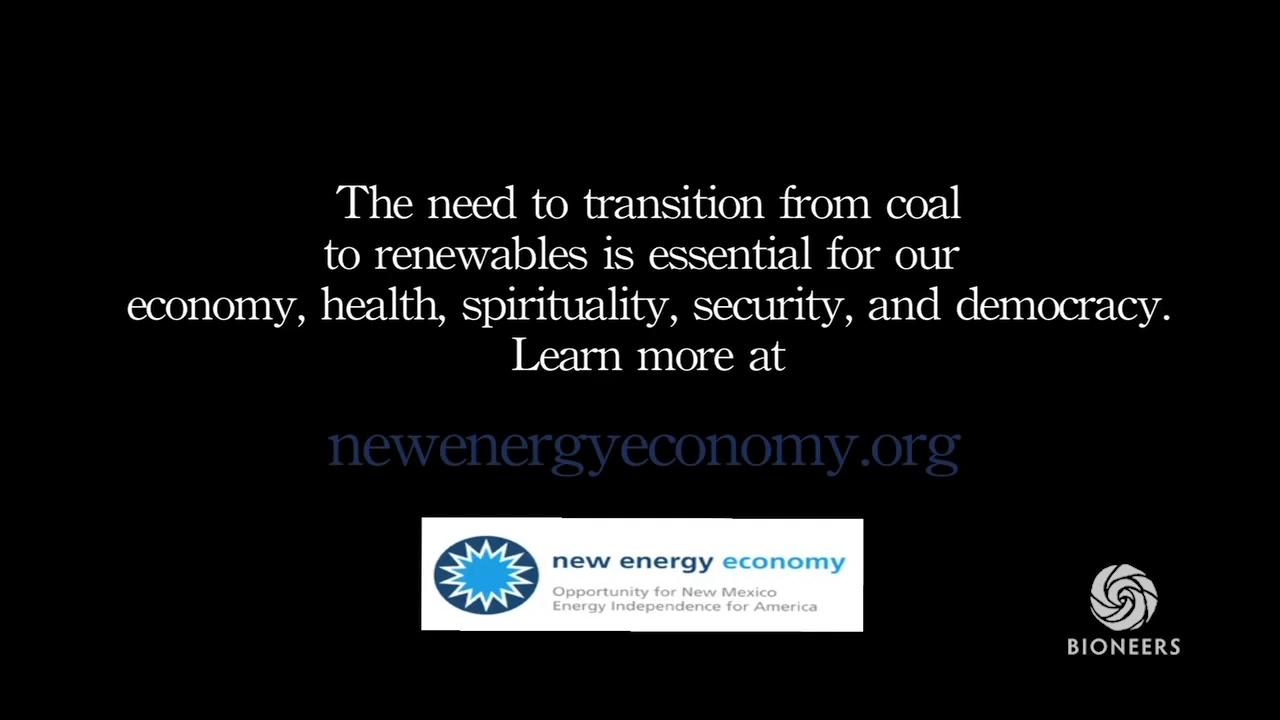 The need to transition from coal
to renewables is essential for our
economy, health, spirituality, security, and democracy.
Learn more at
newenergyeconomy.org
new energy economy
Opportunity for New Mexico
Energy Independence for America
BIONEERS